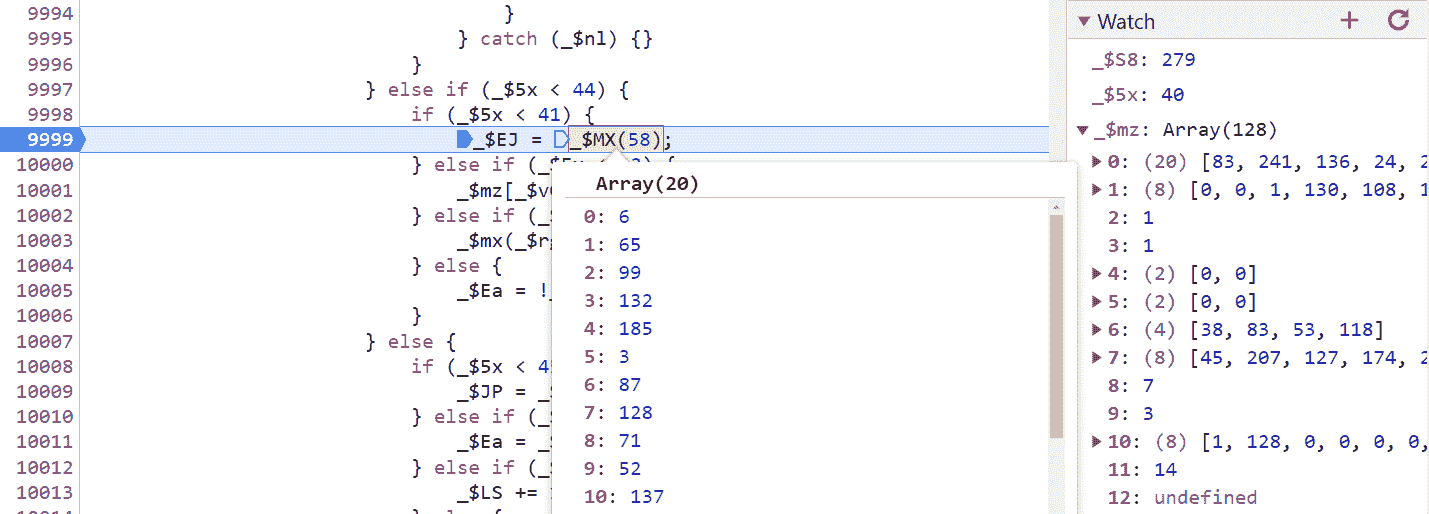 9994 }
9995 } catch (_$nl) {}
9996 }
9997 } else if (_$5x < 44) {
9998 if (_$5x < 41) {
9999 _$EJ = _$MX(58);
10000 } else if (_$5x < 
10001 _$mz[_$v
10002 } else if (_$
10003 _$mx(_$r
10004 } else {
10005 _$Ea = !
10006 }
10007 } else {
10008 if (_$5x < 4
10009 _$JP = _$
10010 } else if (_$
10011 _$Ea = _$
10012 } else if (_$
10013 _$LS +=
Array(20)
0: 6
1: 65
2: 99
3: 132
4: 185
5: 3
6: 87
7: 128
8: 71
9: 52
10: 137
Watch
_$S8: 279
_$5x: 40
_$mz: Array(128)
0: (20) [83, 241, 136, 24, 2
1: (8) [0, 0, 1, 130, 108, 1
2: 1
3: 1
4: (2) [0, 0]
5: (2) [0, 0]
6: (4) [38, 83, 53, 118]
7: (8) [45, 207, 127, 174, 2
8: 7
9: 3
10: (8) [1, 128, 0, 0, 0, 0,
11: 14
12: undefined